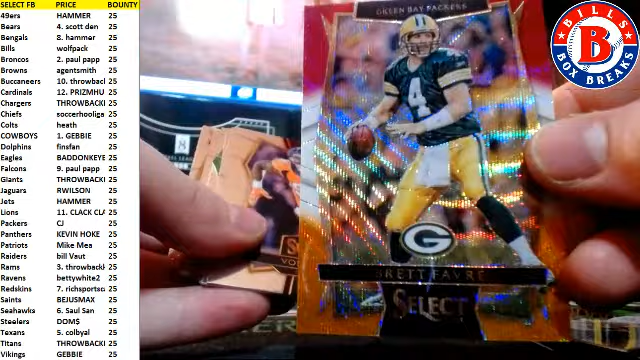 SELECT FB PRICE BOUNTY
49ers HAMMER 25
Bears 4. scott den 25
Bengals 8. hammer 25
Bills wolfpack 25
Broncos 2. paul papp 25
Browns agentsmith 25
Buccaneers 10. throwbacl 25
Cardinals 12. PRIZMHU 25
Chargers THROWBACKI 25
Chiefs soccerhooliga 25
Colts heath 25
COWBOYS 1. GEBBIE 25
Dolphins finsfan 25
Eagles BADDONKEYE 25
Falcons 9. paul papp 25
Giants THROWBACKI 25
Jaguars RWILSON 25
Jets HAMMER 25
Lions 11. CLACK CLA 25
Packers CJ 25
Panthers KEVIN HOKE 25
Patriots Mike Mea 25
Raiders bill Vaut 25
Rams 3. throwbackl 25
Ravens bettywhite2 25
Redskins 7. richsportsc 25
Saints BEJUSMAX 25
Seahawks 6. Saul San 25
Steelers DOM$ 25
Texans 5. colbyal 25
Titans THROWBACKI 25
Vikings GEBBIE 25
GREEN BAY PACKERS
4
G
BRETT FAVRE
SELECT
BILLS
B
BOX BREAKS